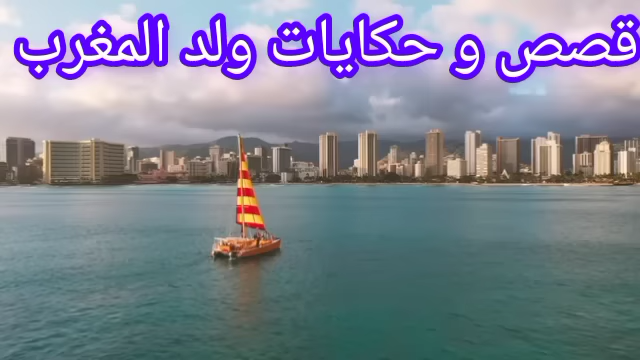 قصص و حكايات ولد المغرب